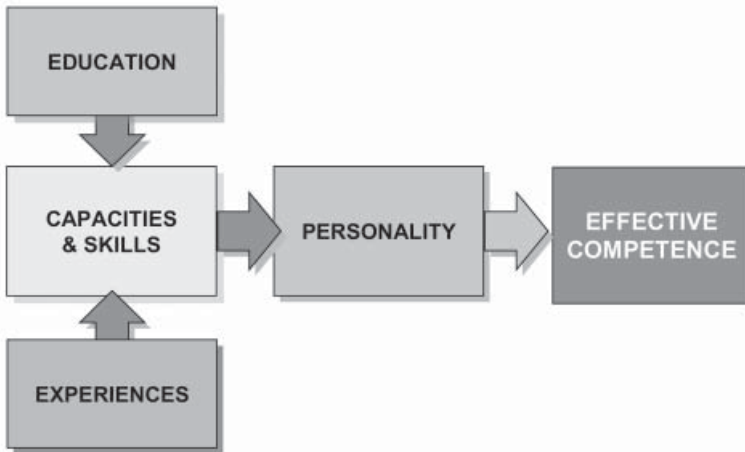 EDUCATION
CAPACITIES
& SKILLS
PERSONALITY
EFFECTIVE
COMPETENCE
EXPERIENCES